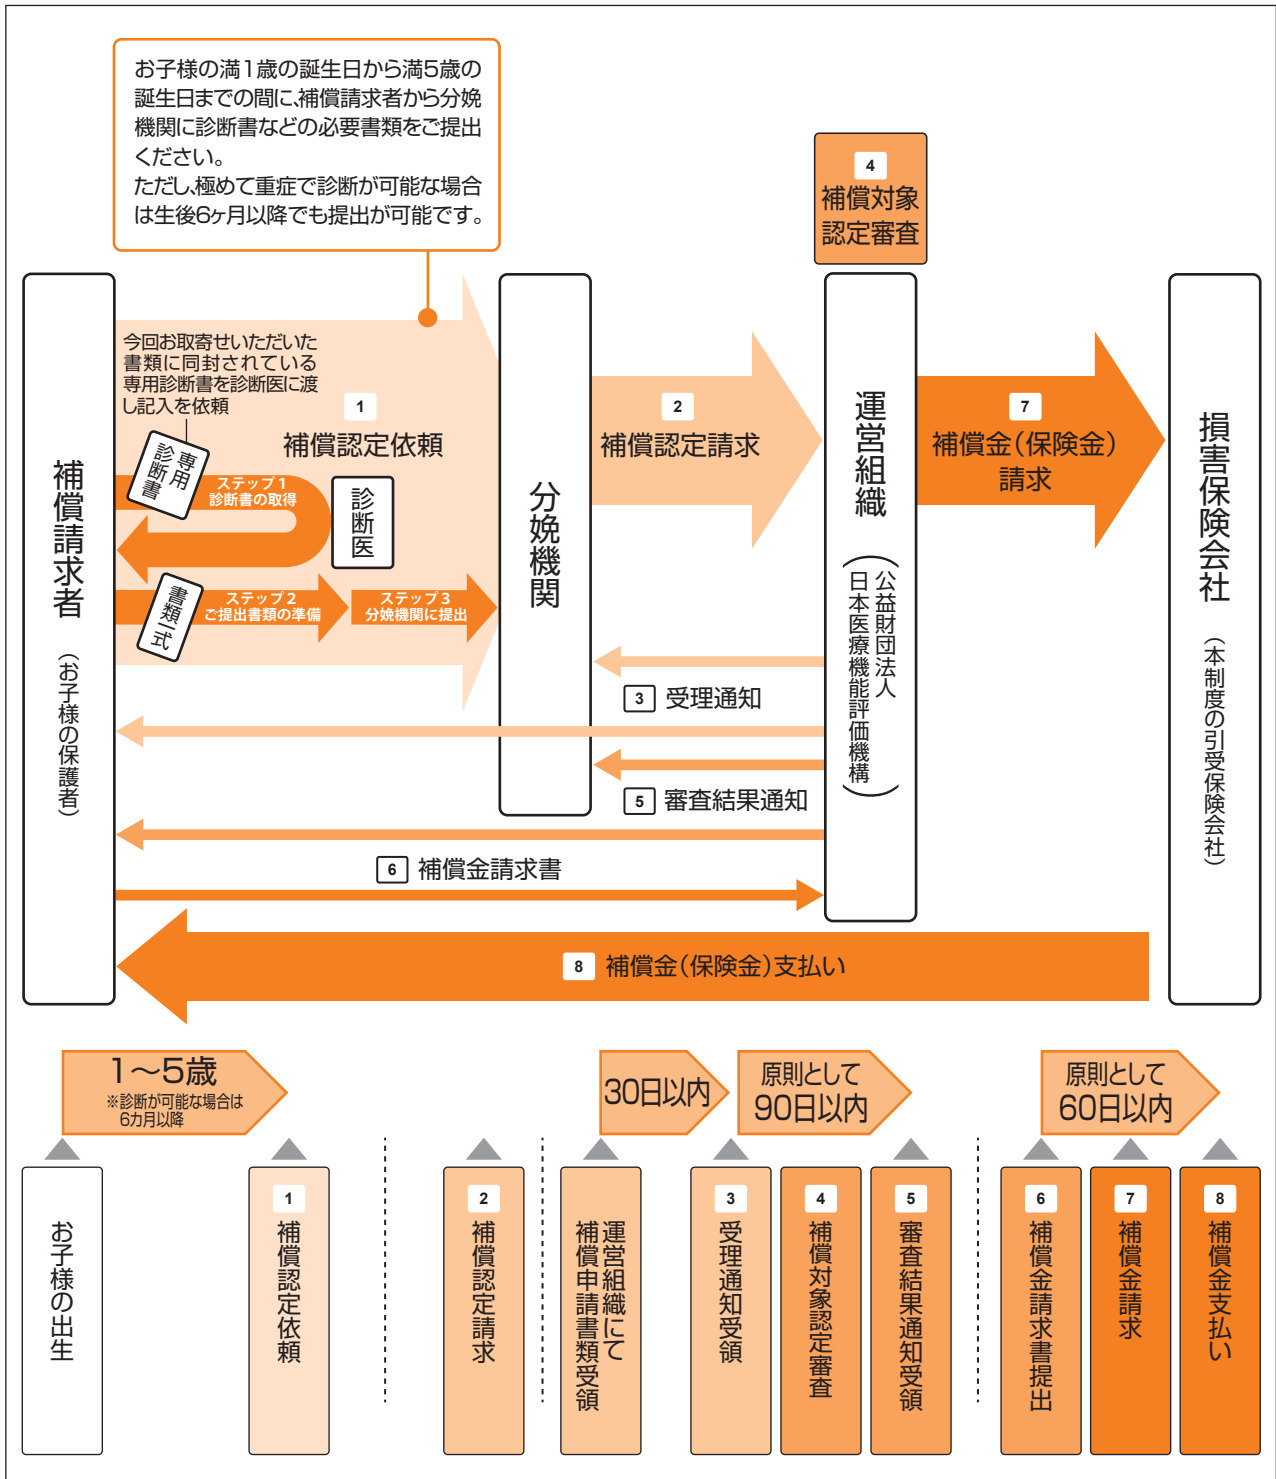 お子様の満1歳の誕生日から満5歳の
誕生日までの間に、補償請求者から分娩
機関に診断書などの必要書類をご提出
ください。
ただし、極めて重症で診断が可能な場合
は生後6ヶ月以降でも提出が可能です。
4
補償対象
認定審査
補償請求者
(お子様の保護者)
今回お取寄せいただいた
書類に同封されている
専用診断書を診断医に渡
し記入を依頼
1
補償認定依頼
専用
診断書
ステップ1
診断書の取得
診断医
書類一式
ステップ2
ご提出書類の準備
ステップ3
分娩機関に提出
分娩機関
2
補償認定請求
運営組織
(公益財団法人
日本医療機能評価機構)
7
補償金(保険金)
請求
損害保険会社
(本制度の引受保険会社)
3 受理通知
5 審査結果通知
6 補償金請求書
8 補償金(保険金)支払い
1〜5歳
※診断が可能な場合は
6カ月以降
30日以内
原則として
90日以内
原則として
60日以内
お子様の出生
1
補償認定依頼
2
補償認定請求
運営組織にて
補償申請書類受領
3
受理通知受領
4
補償対象認定審査
5
審査結果通知受領
6
補償金請求書提出
7
補償金請求
8
補償金支払い